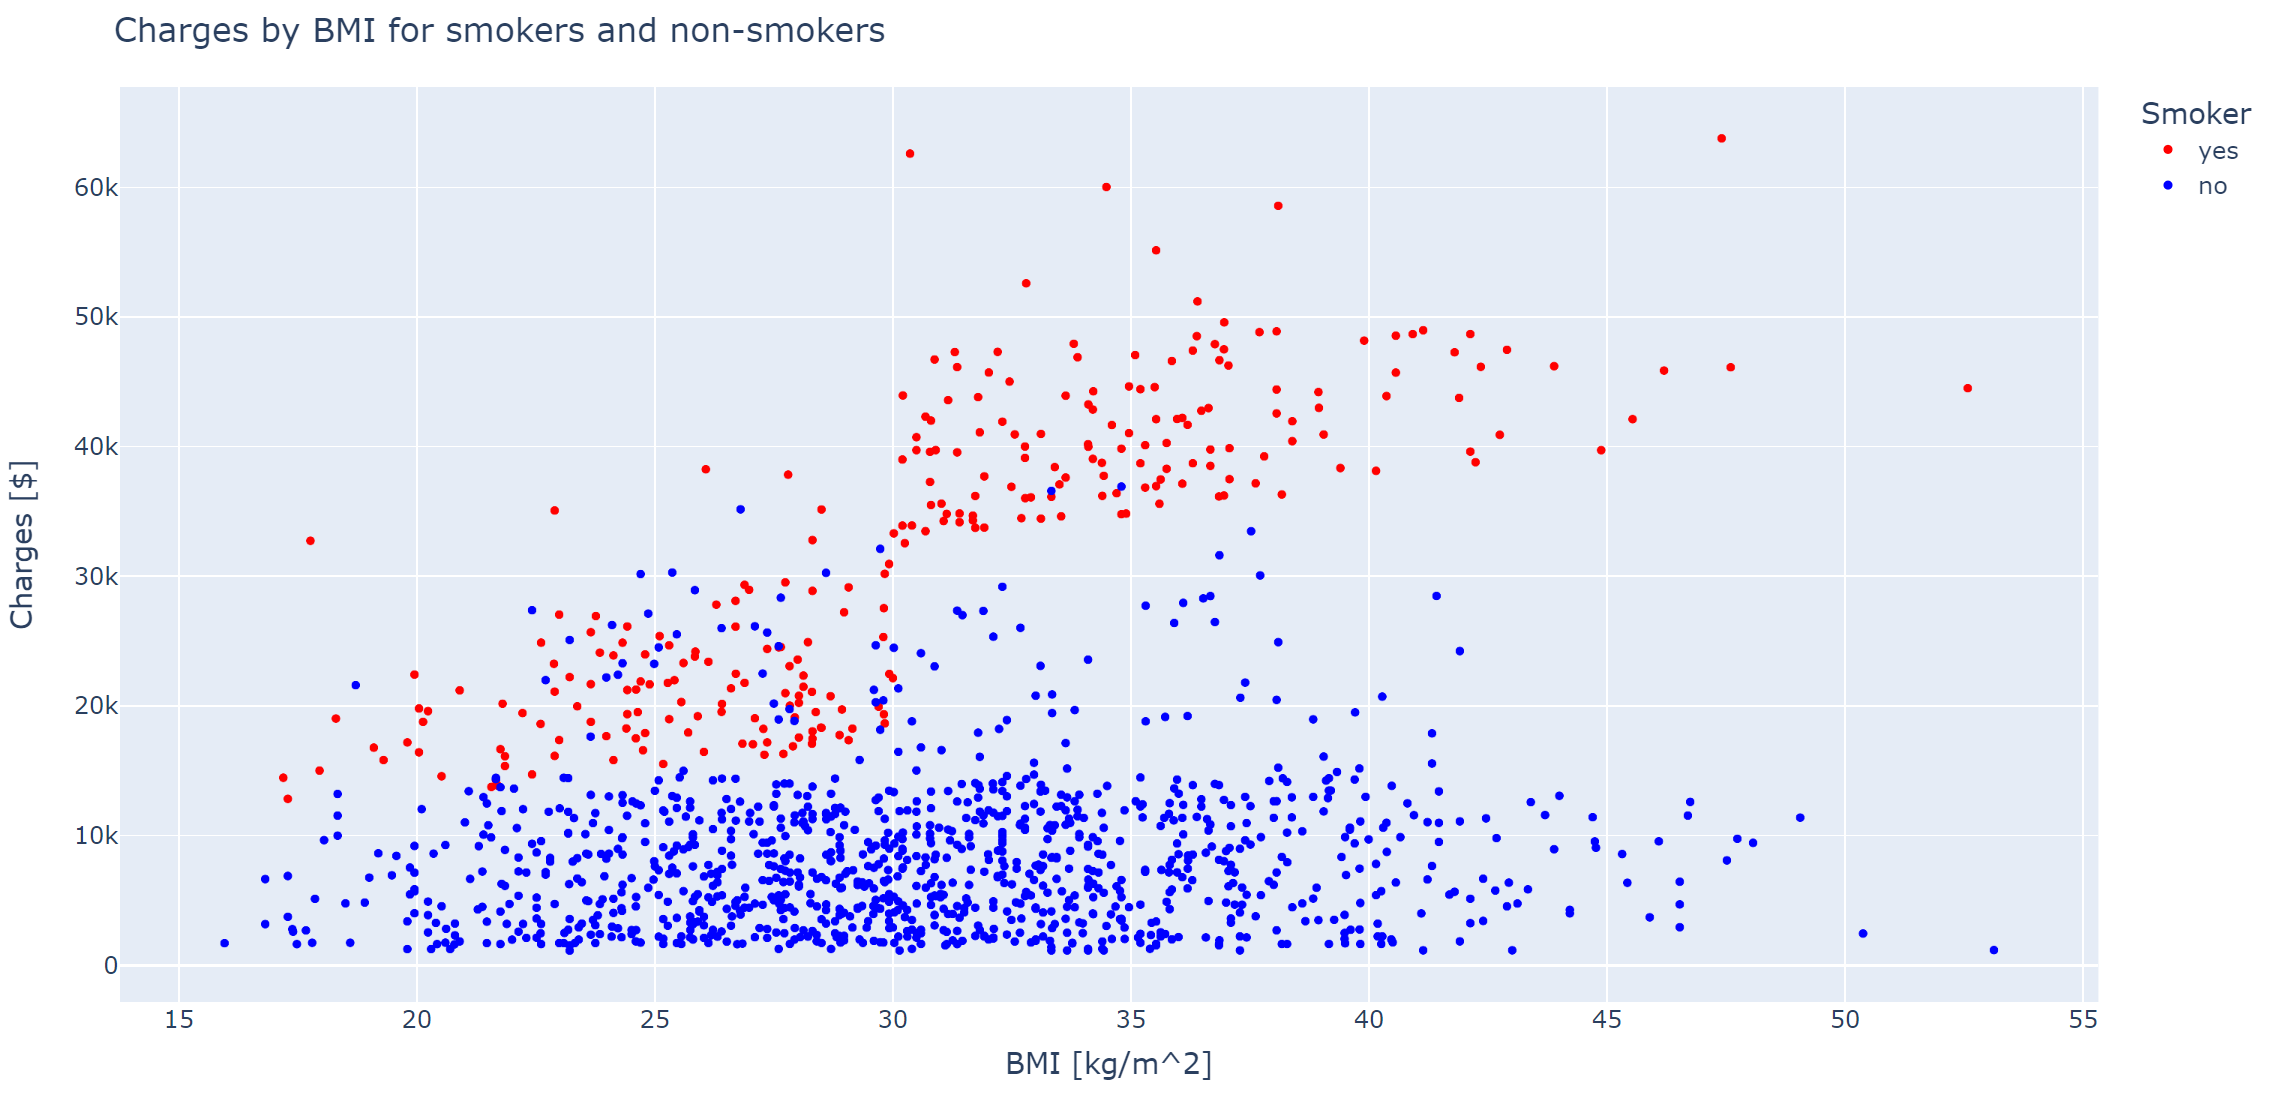 Charges by BMI for smokers and non-smokers
Smoker
yes
no
60k
50k
40k
30k
20k
10k
0
Charges [$]
15 20 25 30 35 40 45 50 55
BMI [kg/m^2]